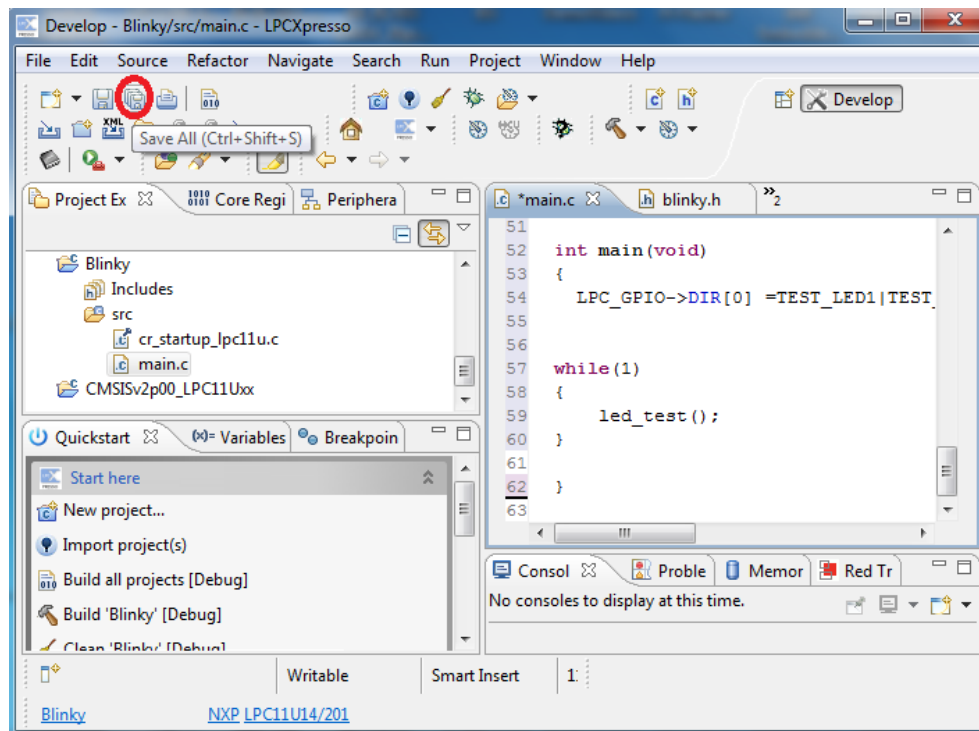 Develop - Blinky/src/main.c - LPCXpresso
File Edit Source Refactor Navigate Search Run Project Window Help
Develop
Save All (Ctrl+Shift+S)
Project Ex
Core Regi
Periphera
Blinky
Includes
src
cr_startup_lpc11u.c
main.c
CMSISv2p00_LPC11Uxx
*main.c
blinky.h
»2
51
52 int main(void)
53 {
54 LPC_GPIO->DIR[0] =TEST_LED1|TEST_
55
56
57 while(1)
58 {
59 led_test();
60 }
61
62 }
63
Quickstart
(x)= Variables
Breakpoin
Start here
New project...
Import project(s)
Build all projects [Debug]
Build 'Blinky' [Debug]
Clean 'Blinky' [Debug]
Consol
Proble
Memor
Red Tr
No consoles to display at this time.
Writable
Smart Insert
1:
Blinky
NXP LPC11U14/201